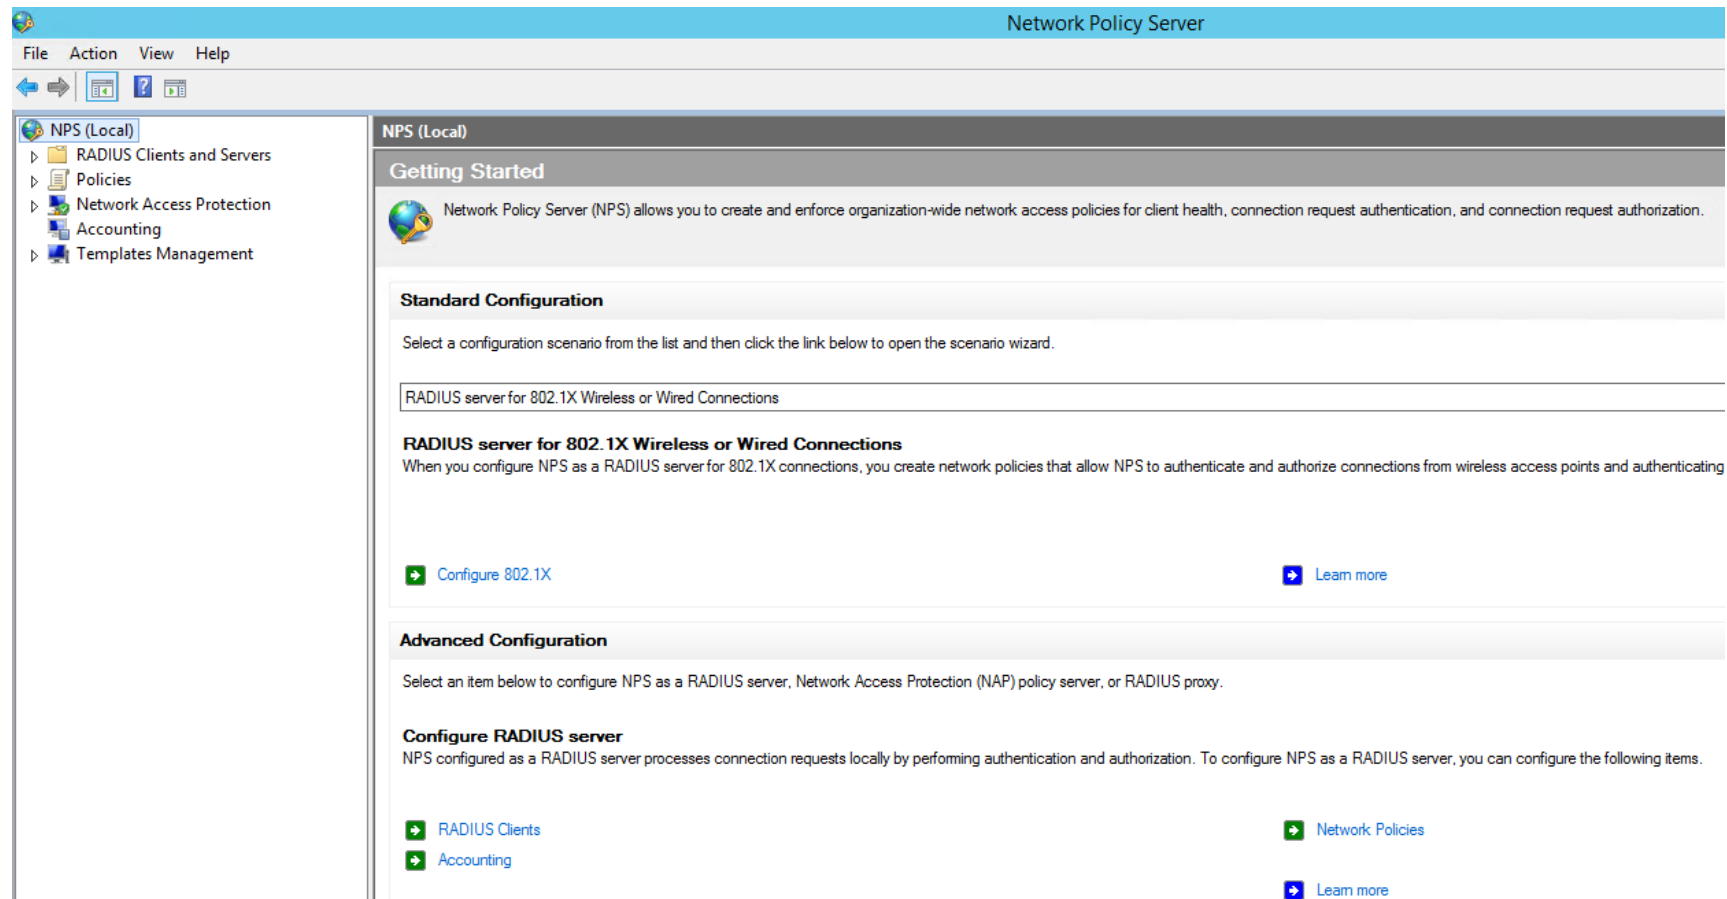 Network Policy Server
File Action View Help
NPS (Local)
RADIUS Clients and Servers
Policies
Network Access Protection
Accounting
Templates Management
NPS (Local)
Getting Started
Network Policy Server (NPS) allows you to create and enforce organization-wide network access policies for client health, connection request authentication, and connection request authorization.
Standard Configuration
Select a configuration scenario from the list and then click the link below to open the scenario wizard.
RADIUS server for 802.1X Wireless or Wired Connections
RADIUS server for 802.1X Wireless or Wired Connections
When you configure NPS as a RADIUS server for 802.1X connections, you create network policies that allow NPS to authenticate and authorize connections from wireless access points and authenticating
Configure 802.1X
Learn more
Advanced Configuration
Select an item below to configure NPS as a RADIUS server, Network Access Protection (NAP) policy server, or RADIUS proxy.
Configure RADIUS server
NPS configured as a RADIUS server processes connection requests locally by performing authentication and authorization. To configure NPS as a RADIUS server, you can configure the following items.
RADIUS Clients
Network Policies
Accounting
Learn more